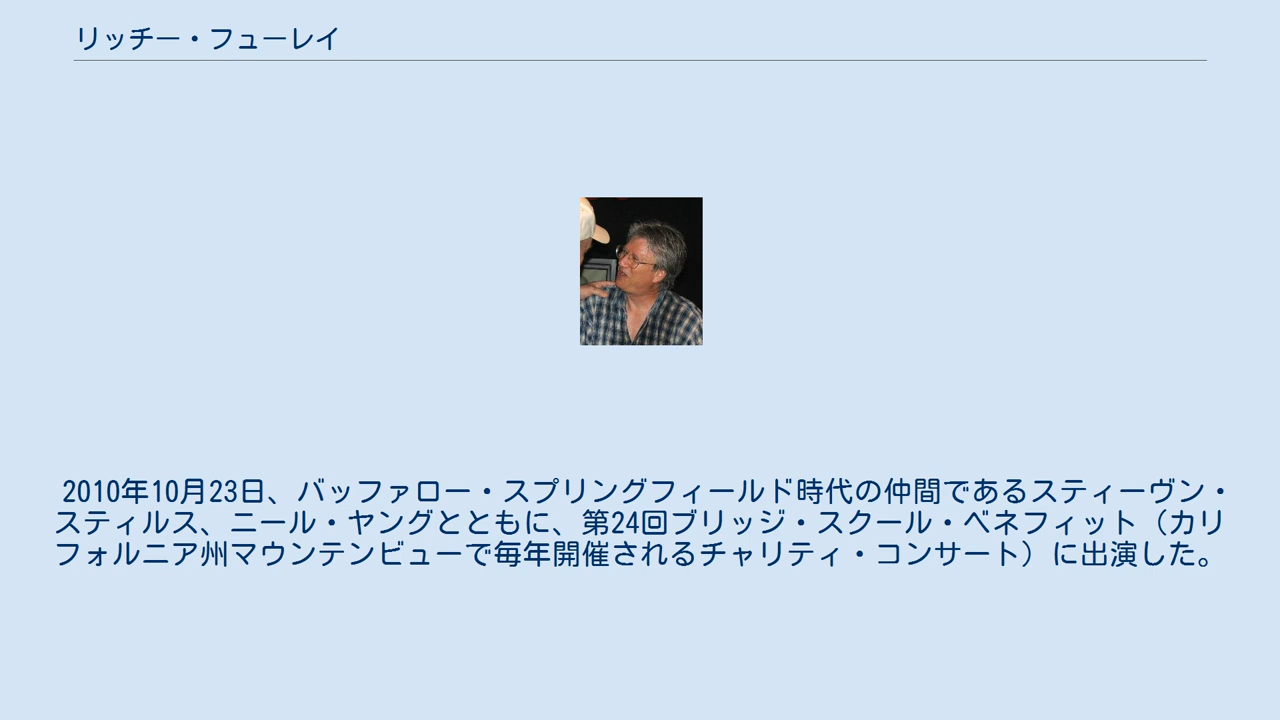 リッチー・フューレイ
2010年10月23日、バッファロー・スプリングフィールド時代の仲間であるスティーヴン・
スティルス、ニール・ヤングとともに、第24回ブリッジ・スクール・ベネフィット（カリ
フォルニア州マウンテンビューで毎年開催されるチャリティ・コンサート）に出演した。